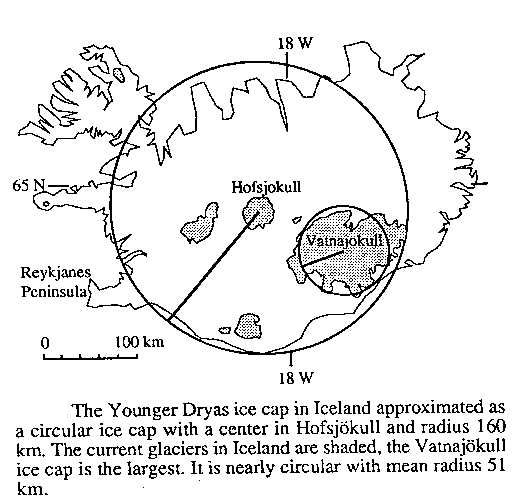 18 W
65 N
Hofsjokull
Vatnajokull
Reykjanes
Peninsula
0 100 km
18 W
The Younger Dryas ice cap in Iceland approximated as
a circular ice cap with a center in Hofsjökull and radius 160
km. The current glaciers in Iceland are shaded, the Vatnajökull
ice cap is the largest. It is nearly circular with mean radius 51
km.